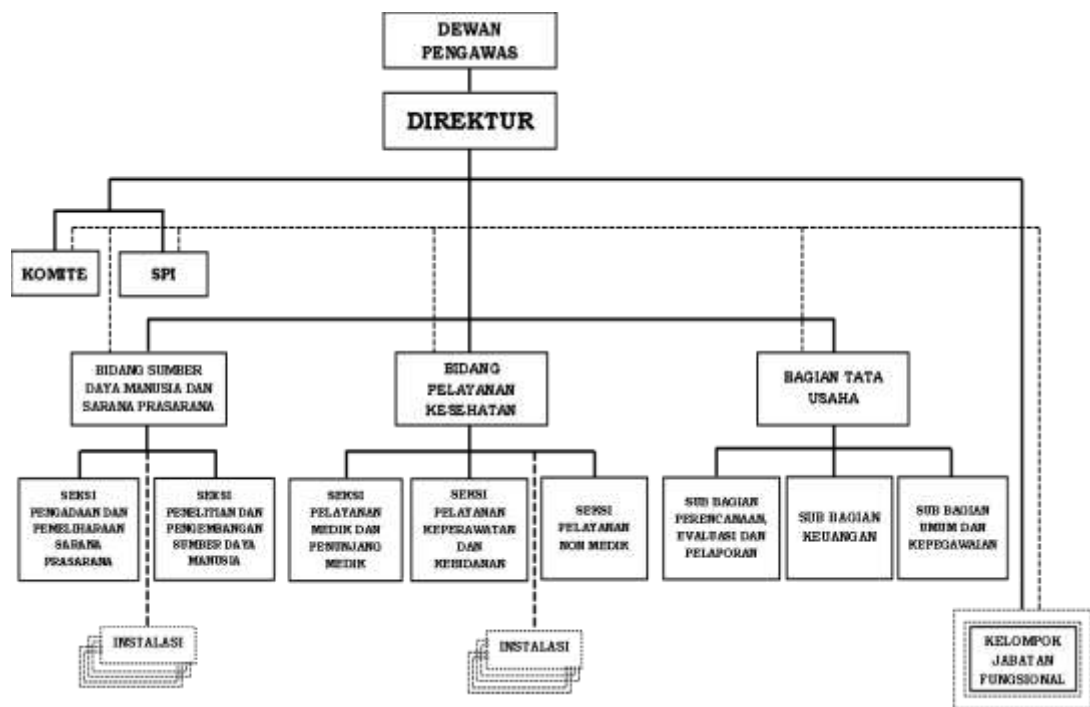 DEWAN
PENGAWAS
DIREKTUR
KOMITE
SPI
BIDANG SUMBER
DAYA MANUSIA DAN
SARANA PRASARANA
BIDANG
PELAYANAN
KESEHATAN
BAGIAN TATA
USAHA
SEKSI
PENGADAAN DAN
PEMELIHARAAN
SARANA
PRASARANA
SEKSI
PENELITIAN DAN
PENGEMBANGAN
SUMBER DAYA
MANUSIA
SEKSI
PELAYANAN
MEDIK DAN
PENUNJANG
MEDIK
SEKSI
PELAYANAN
KEPERAWATAN
DAN
KEBIDANAN
SEKSI
PELAYANAN
NON MEDIK
SUB BAGIAN
PERENCANAAN,
EVALUASI DAN
PELAPORAN
SUB BAGIAN
KEUANGAN
SUB BAGIAN
UMUM DAN
KEPEGAWAIAN
INSTALASI
INSTALASI
KELOMPOK
JABATAN
FUNGSIONAL